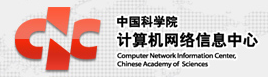 CNC
中国科学院
计算机网络信息中心
Computer Network Information Center,
Chinese Academy of Sciences